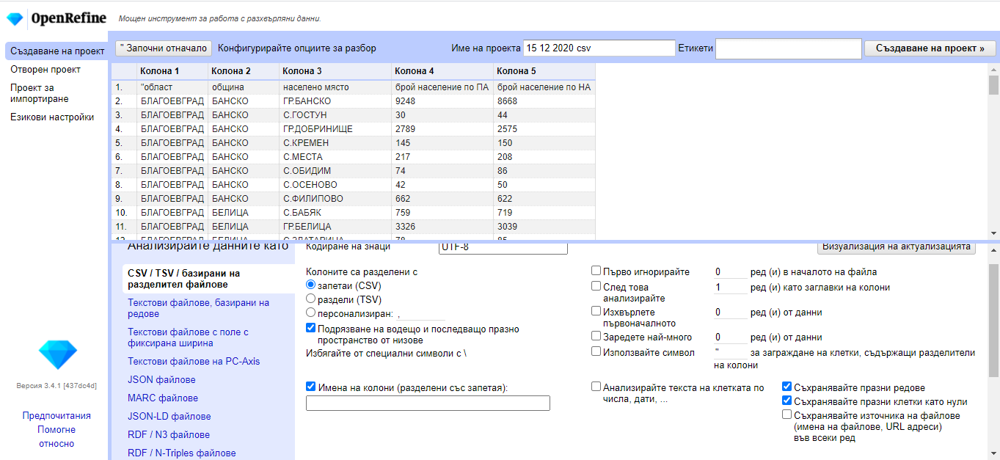 OpenRefine Мощен инструмент за работа с разхвърляни данни.
Създаване на проект
Отворен проект
Проект за
импортиране
Езикови настройки
" Започни отначало Конфигурирайте опциите за разбор Име на проекта 15 12 2020 csv Етикети Създаване на проект »
Колона 1 Колона 2 Колона 3 Колона 4 Колона 5
1. "област община населено място брой население по ПА брой население по НА
2. БЛАГОЕВГРАД БАНСКО ГР.БАНСКО 9248 8668
3. БЛАГОЕВГРАД БАНСКО С.ГОСТУН 30 44
4. БЛАГОЕВГРАД БАНСКО ГР.ДОБРИНИЩЕ 2789 2575
5. БЛАГОЕВГРАД БАНСКО С.КРЕМЕН 145 150
6. БЛАГОЕВГРАД БАНСКО С.МЕСТА 217 208
7. БЛАГОЕВГРАД БАНСКО С.ОБИДИМ 74 86
8. БЛАГОЕВГРАД БАНСКО С.ОСЕНОВО 42 50
9. БЛАГОЕВГРАД БАНСКО С.ФИЛИПОВО 662 622
10. БЛАГОЕВГРАД БЕЛИЦА С.БАБЯК 759 719
11. БЛАГОЕВГРАД БЕЛИЦА ГР.БЕЛИЦА 3326 3039
12. БЛАГОЕВГРАД БЕЛИЦА С.ЗЛАТАРИЦА 78 85
Анализирайте данните като
CSV / TSV / базирани на
разделител файлове
Текстови файлове, базирани на
редове
Текстови файлове с поле с
фиксирана ширина
Текстови файлове на PC-Axis
JSON файлове
MARC файлове
JSON-LD файлове
RDF / N3 файлове
RDF / N-Triples файлове
Кодиране на знаци UTF-8 Визуализация на актуализацията
Колоните са разделени с
запетаи (CSV)
раздели (TSV)
персонализиран: ,
Подрязване на водещо и последващо празно
пространство от низове
Избягайте от специални символи с \
Имена на колони (разделени със запетая):
Първо игнорирайте 0 ред (и) в началото на файла
След това
анализирайте 1 ред (и) като заглавки на колони
Изхвърлете
първоначалното 0 ред (и) от данни
Заредете най-много 0 ред (и) от данни
Използвайте символ " за заграждане на клетки, съдържащи разделители
на колони
Анализирайте текста на клетката по
числа, дати, ...
Съхранявайте празни редове
Съхранявайте празни клетки като нули
Съхранявайте източника на файлове
(имена на файлове, URL адреси)
във всеки ред
Версия 3.4.1 [437dc4d]
Предпочитания
Помогне
относно